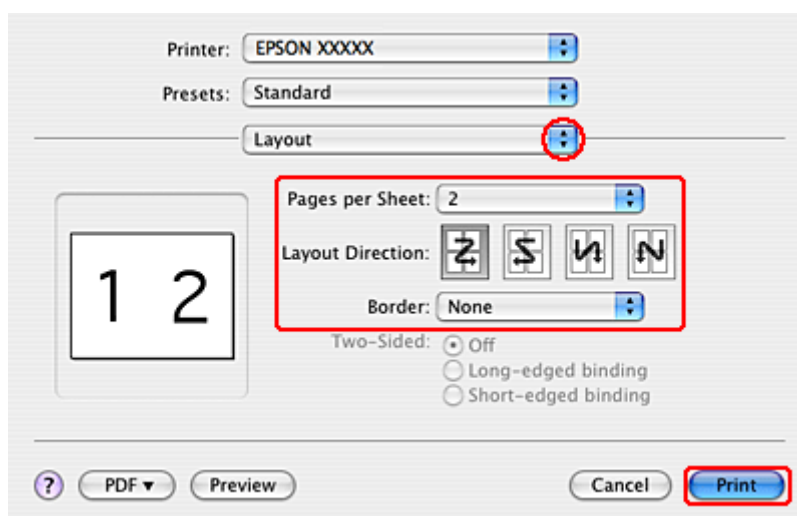 Printer: EPSON XXXXX
Presets: Standard
Layout
Pages per Sheet: 2
Layout Direction:
1 2
Border: None
Two-Sided: Off
Long-edged binding
Short-edged binding
? PDF Preview Cancel Print